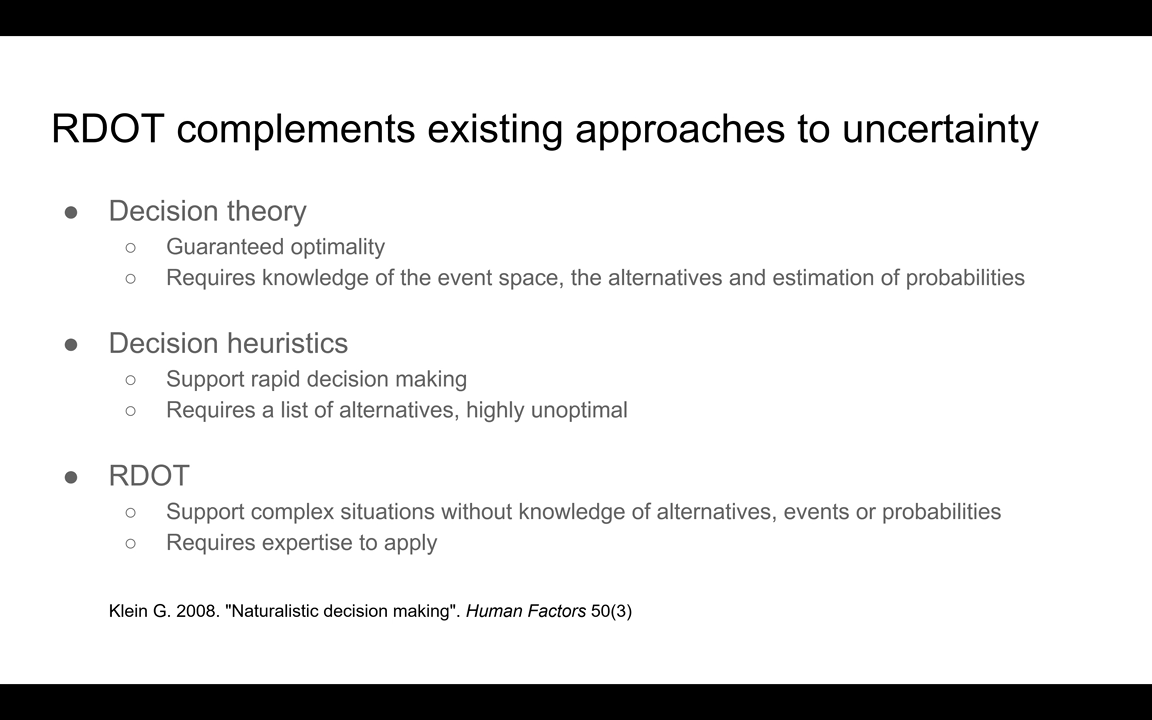 RDOT complements existing approaches to uncertainty
● Decision theory
○ Guaranteed optimality
○ Requires knowledge of the event space, the alternatives and estimation of probabilities
● Decision heuristics
○ Support rapid decision making
○ Requires a list of alternatives, highly unoptimal
● RDOT
○ Support complex situations without knowledge of alternatives, events or probabilities
○ Requires expertise to apply
Klein G. 2008. "Naturalistic decision making". Human Factors 50(3)